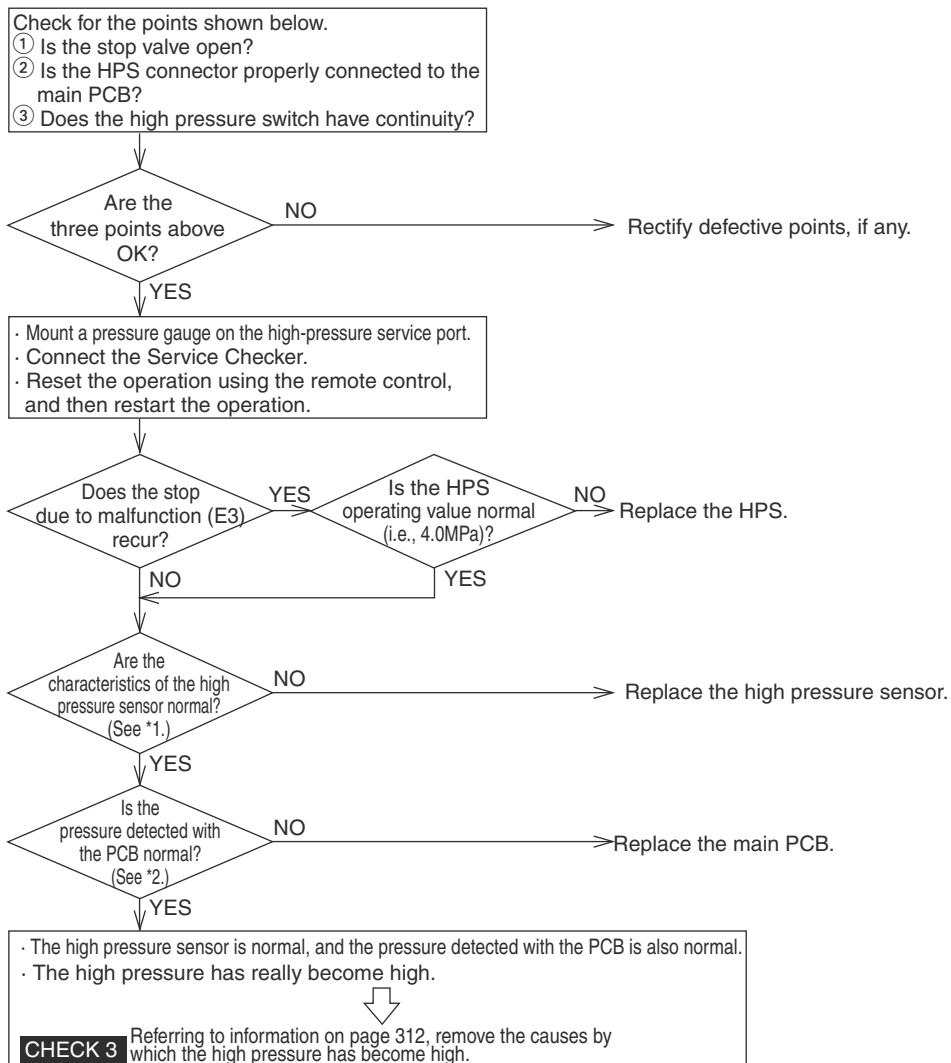 Check for the points shown below.
① Is the stop valve open?
② Is the HPS connector properly connected to the
main PCB?
③ Does the high pressure switch have continuity?
Are the
three points above
OK?
NO
Rectify defective points, if any.
YES
· Mount a pressure gauge on the high-pressure service port.
· Connect the Service Checker.
· Reset the operation using the remote control,
and then restart the operation.
Does the stop
due to malfunction (E3)
recur?
YES
Is the HPS
operating value normal
(i.e., 4.0MPa)?
NO
Replace the HPS.
NO
YES
Are the
characteristics of the high
pressure sensor normal?
(See *1.)
NO
Replace the high pressure sensor.
YES
Is the
pressure detected with
the PCB normal?
(See *2.)
NO
Replace the main PCB.
YES
· The high pressure sensor is normal, and the pressure detected with the PCB is also normal.
· The high pressure has really become high.
CHECK 3 Referring to information on page 312, remove the causes by
which the high pressure has become high.